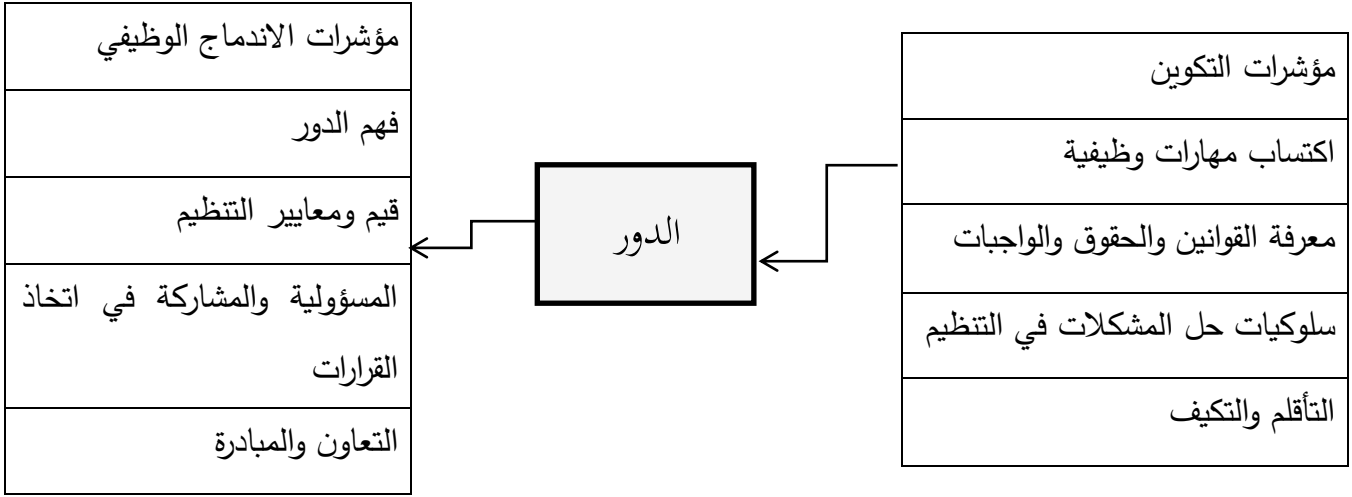 مؤشرات التكوين
اكتساب مهارات وظيفية
معرفة القوانين والحقوق والواجبات
سلوكيات حل المشكلات في التنظيم
التأقلم والتكيف
الدور
مؤشرات الاندماج الوظيفي
فهم الدور
قيم ومعايير التنظيم
المسؤولية والمشاركة في اتخاذ
القرارات
التعاون والمبادرة